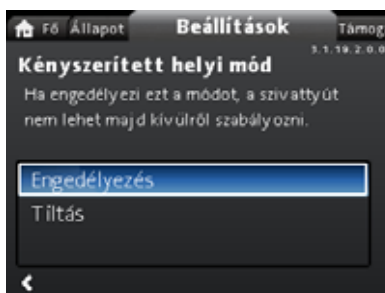 Fő Állapot Beállítások Támog
3.1.19.2.0.0
Kényszerített helyi mód
Ha engedélyezi ezt a módot, a szivattyút
nem lehet majd kívülről szabályozni.
Engedélyezés
Tiltás